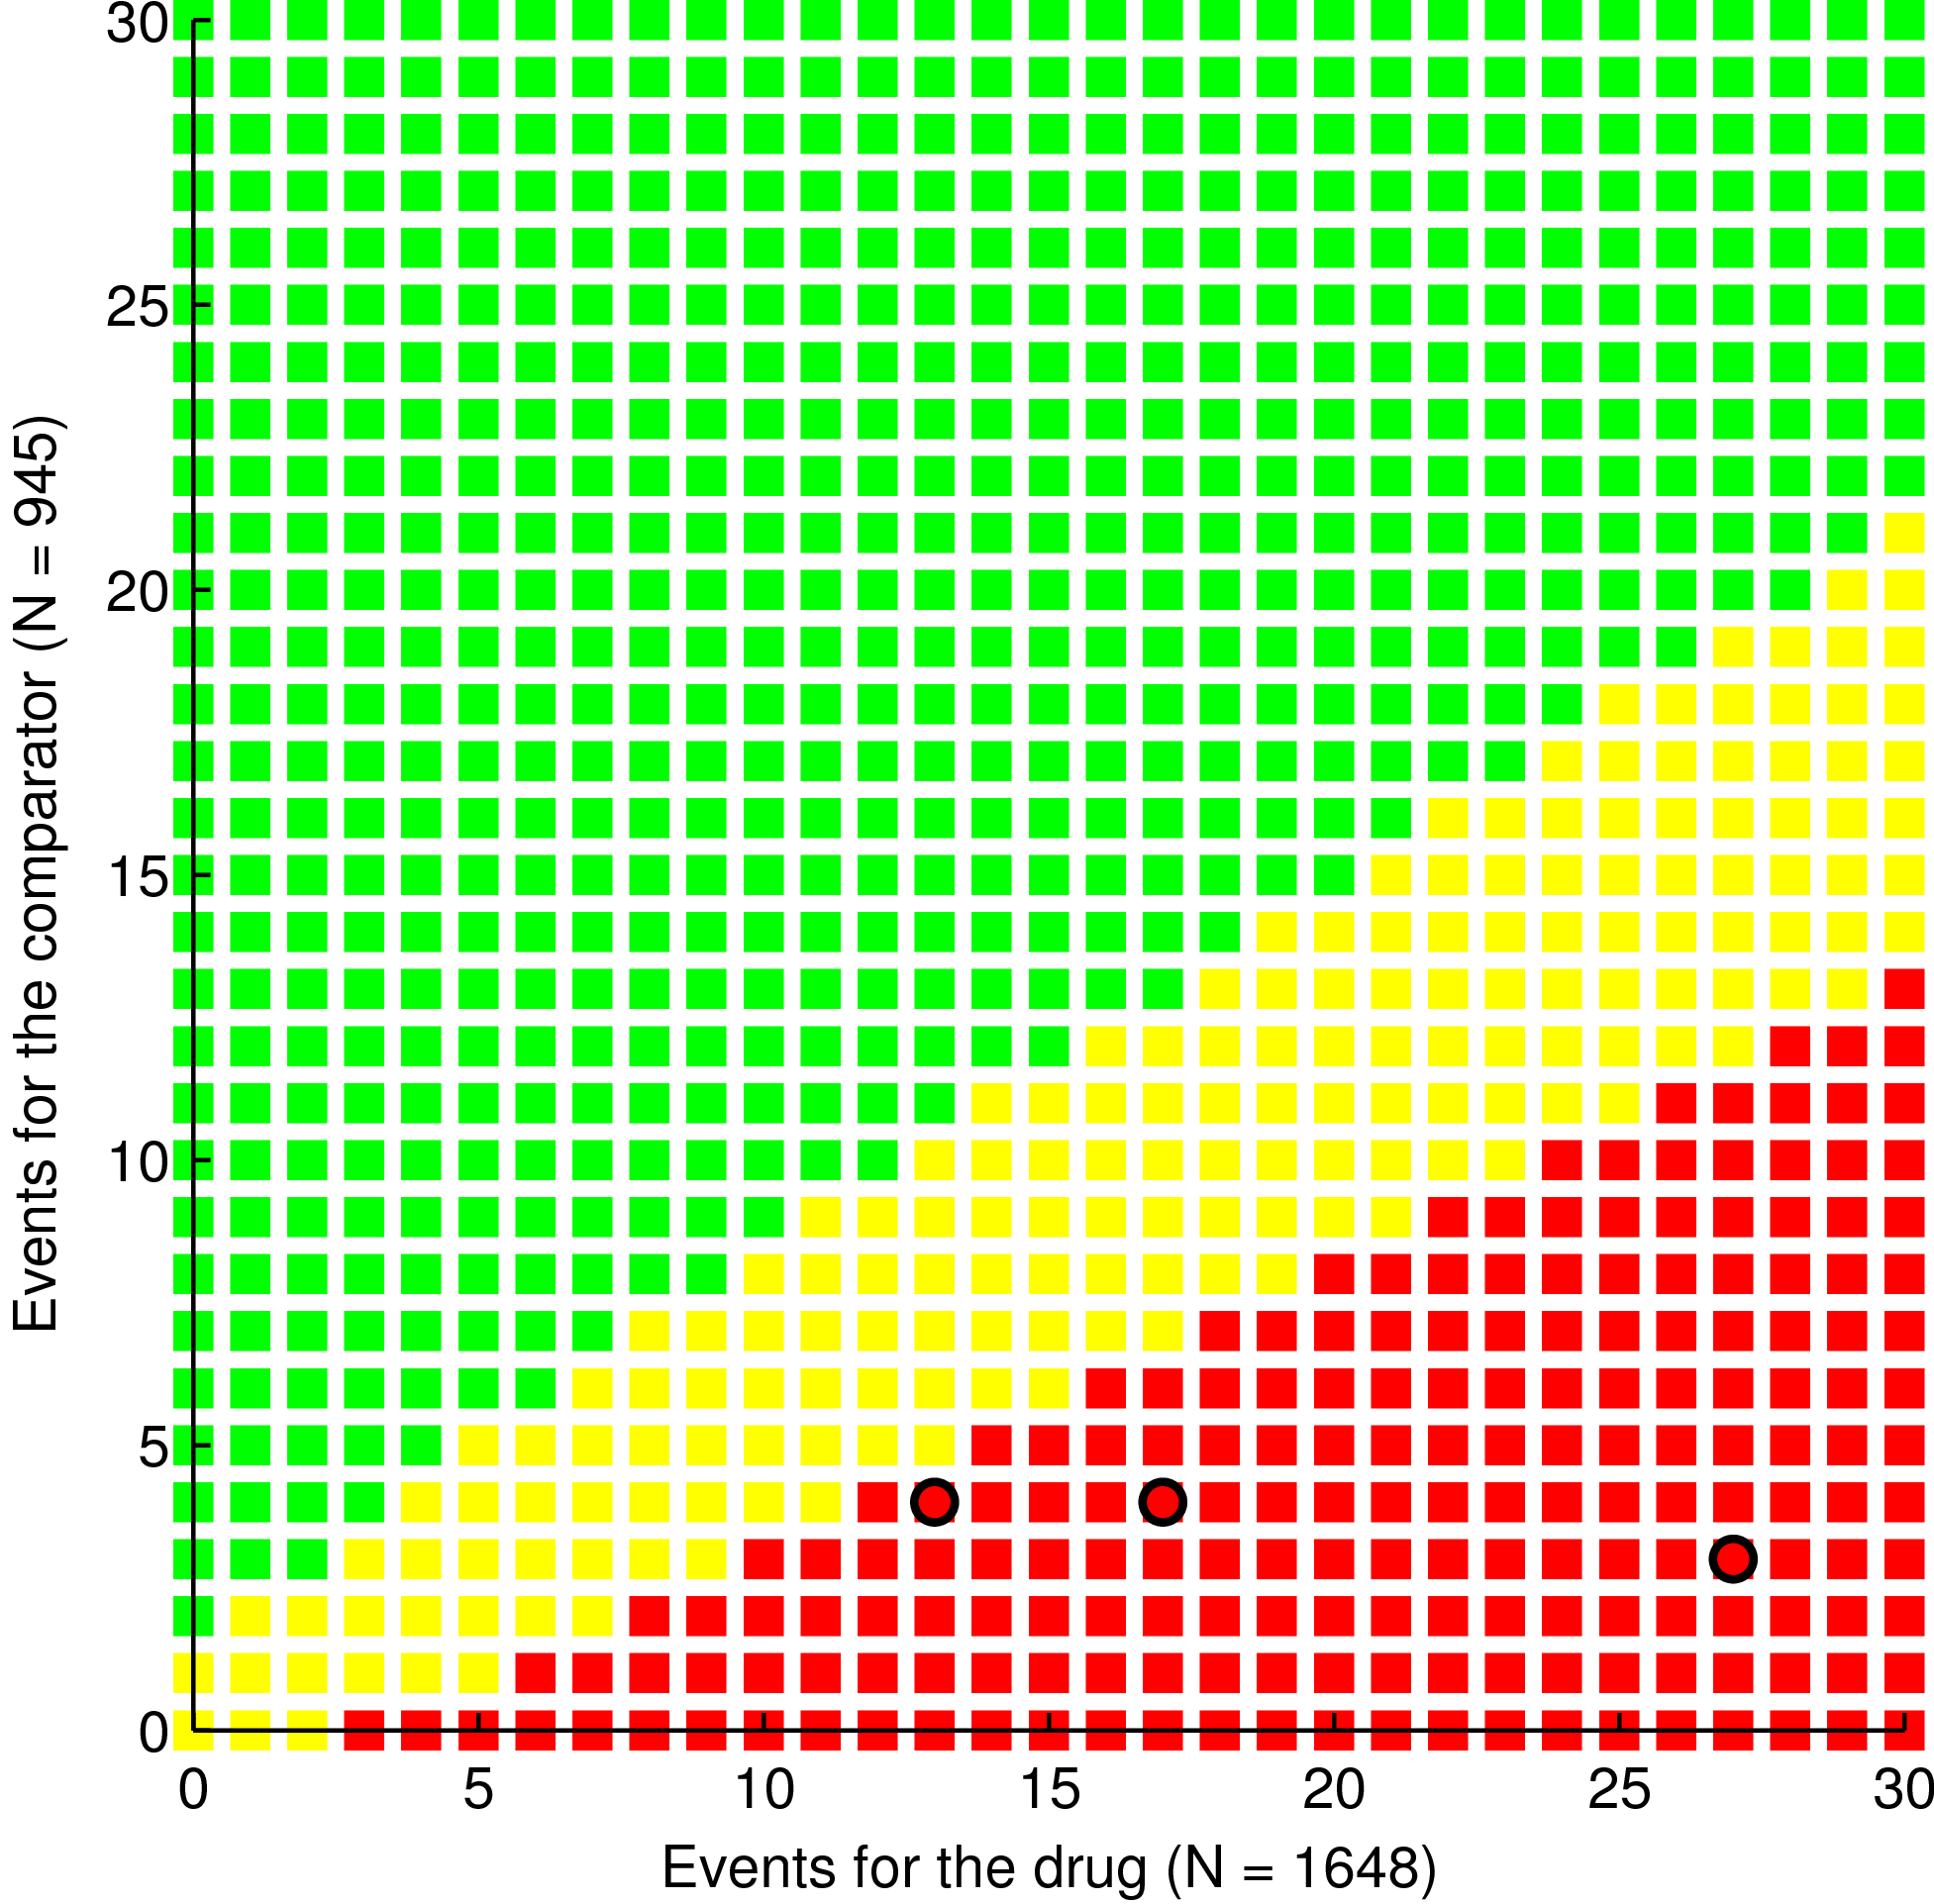 30
25
20
15
10
5
0
Events for the comparator (N = 945)
0 5 10 15 20 25 30
Events for the drug (N = 1648)